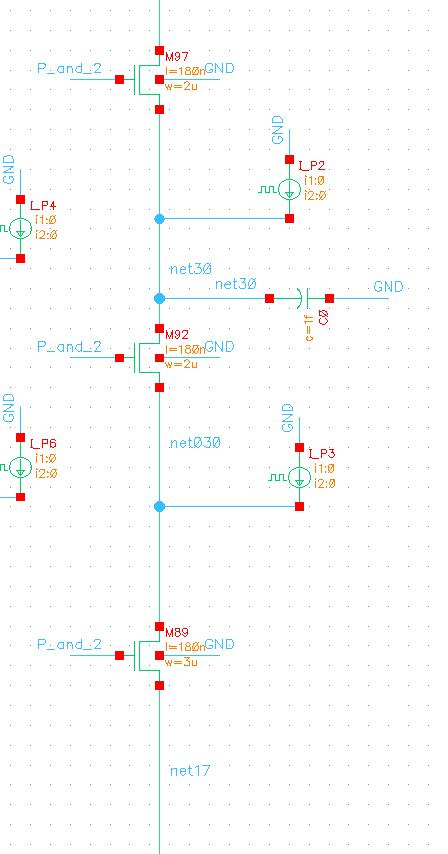 M97
P_and_2
l=180n
GND
w=2u
GND
I_P2
i1:0
i2:0
GND
I_P4
i1:0
i2:0
net30
net30
GND
c=1f
C0
M92
P_and_2
l=180n
GND
w=2u
GND
GND
net030
I_P3
i1:0
i2:0
I_P6
i1:0
i2:0
M89
P_and_2
l=180n
GND
w=3u
net17